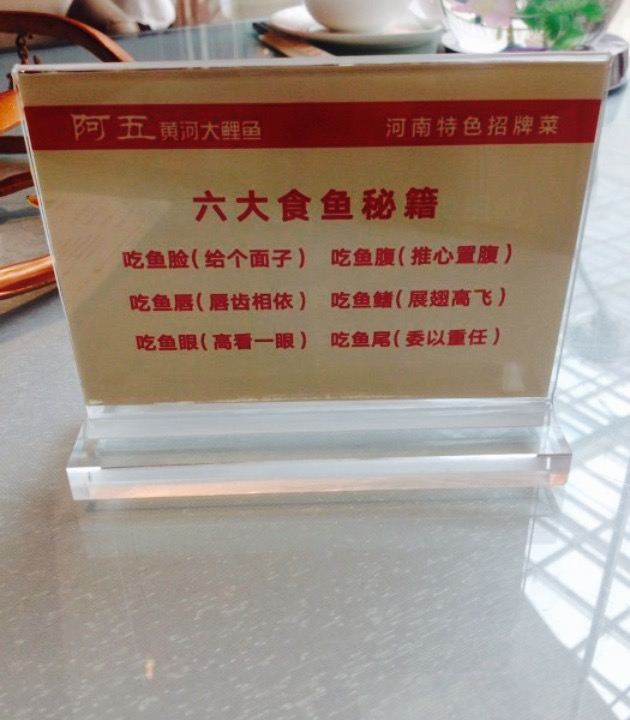 阿五黄河大鲤鱼 河南特色招牌菜
六大食鱼秘籍
吃鱼脸(给个面子) 吃鱼腹(推心置腹)
吃鱼唇(唇齿相依) 吃鱼鳍(展翅高飞)
吃鱼眼(高看一眼) 吃鱼尾(委以重任)